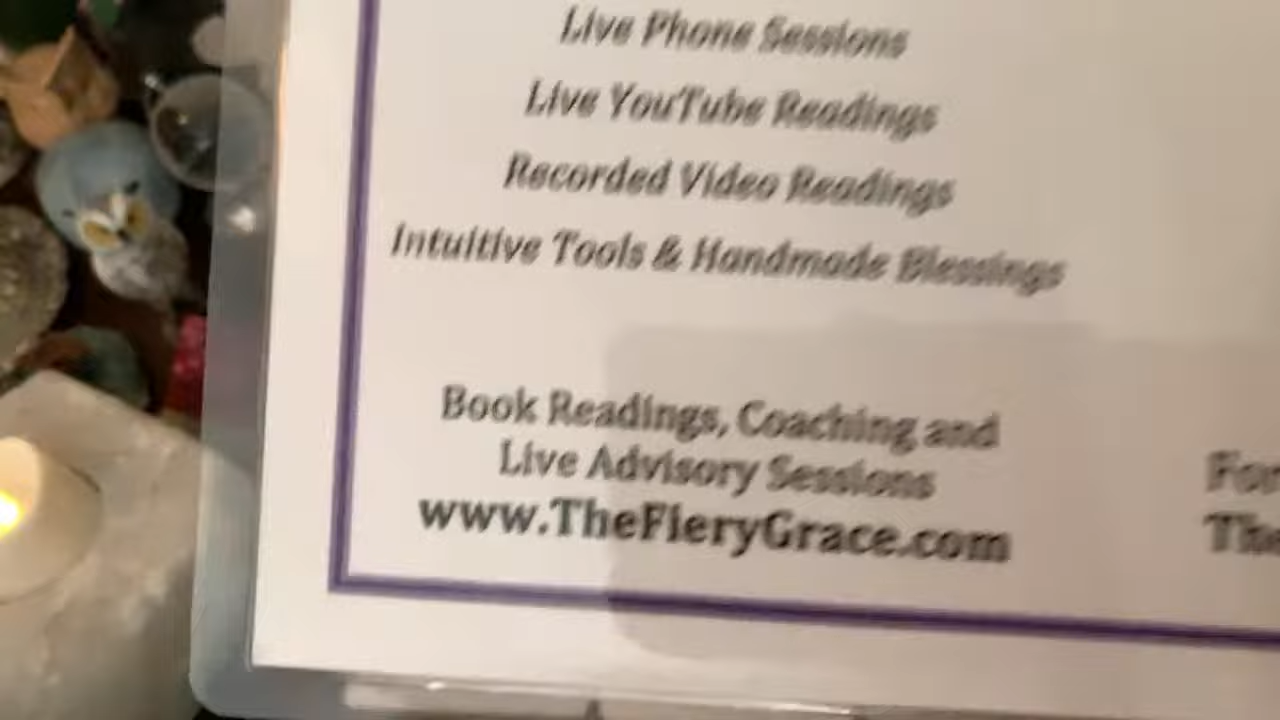 Live Phone Sessions
Live YouTube Readings
Recorded Video Readings
Intuitive Tools & Handmade Blessings
Book Readings, Coaching and
Live Advisory Sessions
www.TheFieryGrace.com
For
The